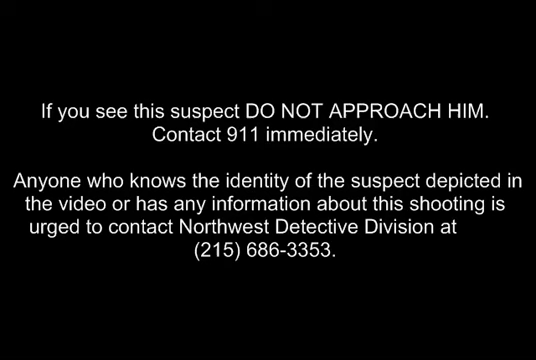 If you see this suspect DO NOT APPROACH HIM.
Contact 911 immediately.
Anyone who knows the identity of the suspect depicted in
the video or has any information about this shooting is
urged to contact Northwest Detective Division at
(215) 686-3353.